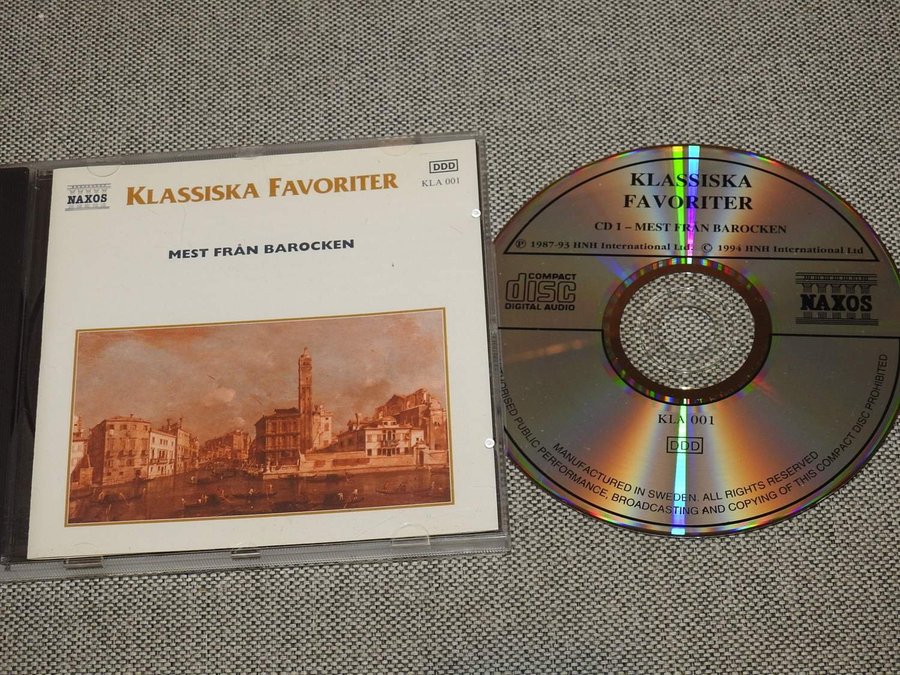 NAXOS
KLASSISKA FAVORITER
DDD
KLA 001
MEST FRÅN BAROCKEN
KLASSISKA
FAVORITER
CD 1 – MEST FRÅN BAROCKEN
℗ 1987-93 HNH International Ltd. © 1994 HNH International Ltd
COMPACT
disc
DIGITAL AUDIO
NAXOS
KLA 001
DDD
MANUFACTURED IN SWEDEN. ALL RIGHTS RESERVED
PUBLIC PERFORMANCE, BROADCASTING AND COPYING OF THIS COMPACT DISC PROHIBITED